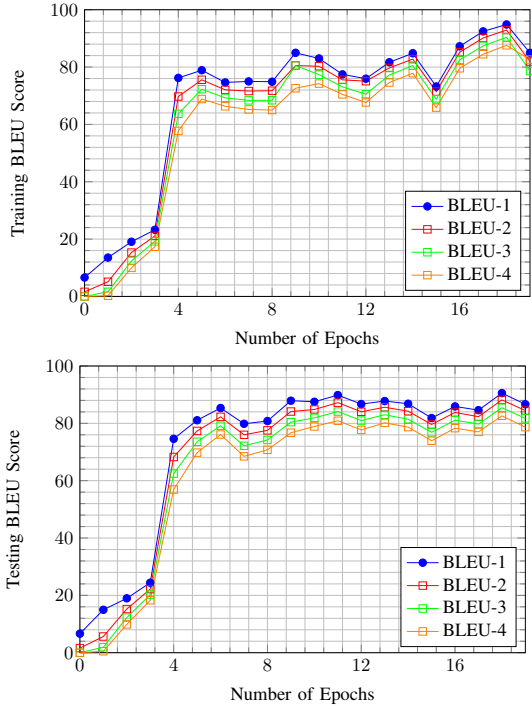 100
80
60
40
20
0
0
4
8
12
16
Training BLEU Score
Number of Epochs
BLEU-1
BLEU-2
BLEU-3
BLEU-4
100
80
60
40
20
0
0
4
8
12
16
Testing BLEU Score
Number of Epochs
BLEU-1
BLEU-2
BLEU-3
BLEU-4